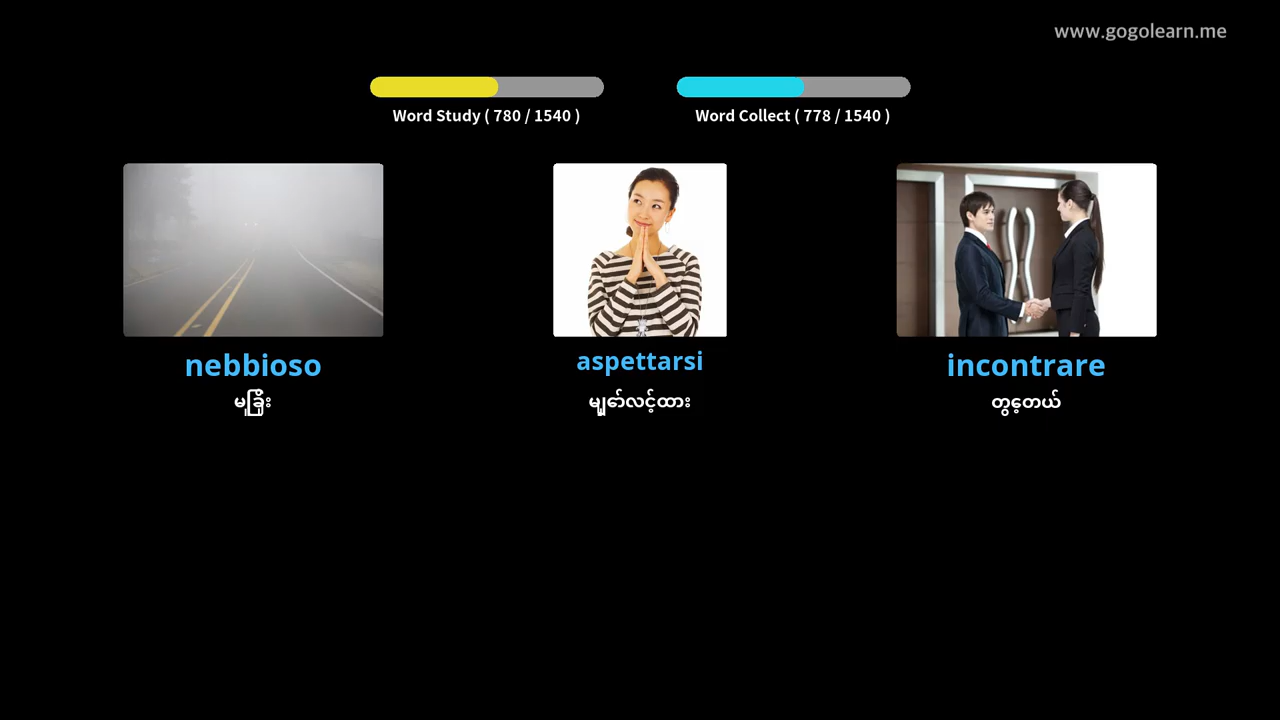 www.gogolearn.me
Word Study ( 780 / 1540 )
Word Collect ( 778 / 1540 )
nebbioso
aspettarsi
incontrare
မှုခြိုး
မျှော်လင့်ထား
တွေ့တယ်